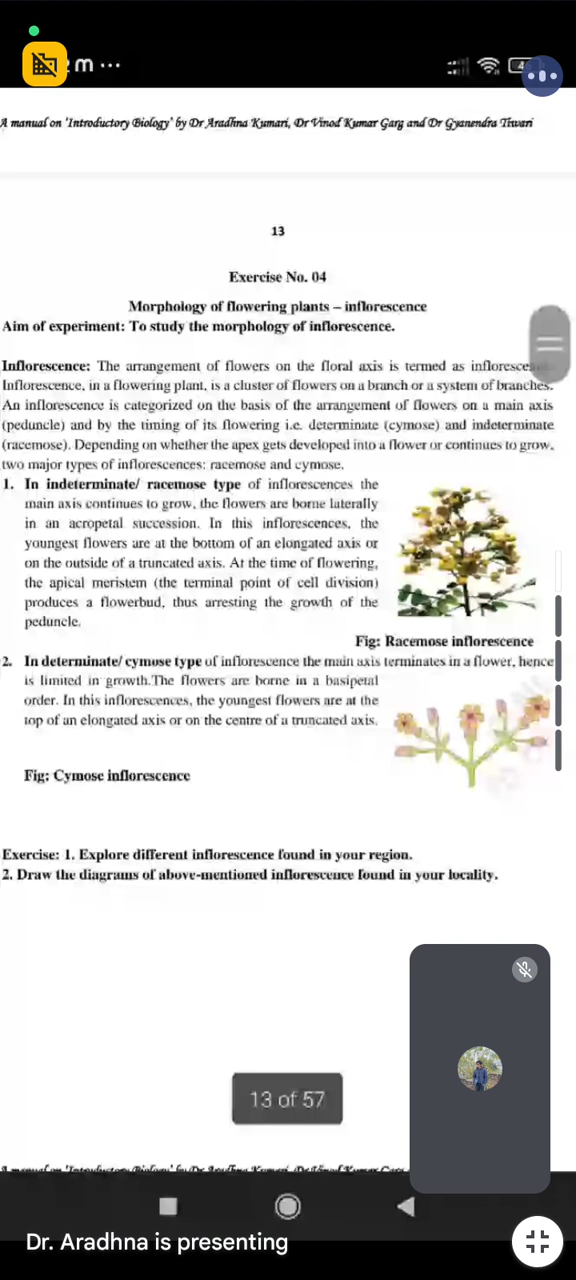 m ...
A manual on 'Introductory Biology' by Dr Aradhna Kumari, Dr Vinod Kumar Garg and Dr Gyanendra Tiwari
13
Exercise No. 04
Morphology of flowering plants – inflorescence
Aim of experiment: To study the morphology of inflorescence.
Inflorescence: The arrangement of flowers on the floral axis is termed as
Inflorescence, in a flowering plant, is a cluster of flowers on a branch or a system of branches.
An inflorescence is categorized on the basis of the arrangement of flowers on a main axis
(peduncle) and by the timing of its flowering i.e. determinate (cymose) and indeterminate
(racemose). Depending on whether the apex gets developed into a flower or continues to grow,
two major types of inflorescences: racemose and cymose.
1. In indeterminate/ racemose type of inflorescences the
main axis continues to grow, the flowers are borne laterally
in an acropetal succession. In this inflorescences, the
youngest flowers are at the bottom of an elongated axis or
on the outside of a truncated axis. At the time of flowering,
the apical meristem (the terminal point of cell division)
produces a flowerbud, thus arresting the growth of the
peduncle.
Fig: Racemose inflorescence
2. In determinate/ cymose type of inflorescence the main axis terminates in a flower, hence
is limited in growth.The flowers are borne in a basipetal
order. In this inflorescences, the youngest flowers are at the
top of an elongated axis or on the centre of a truncated axis.
Fig: Cymose inflorescence
Exercise: 1. Explore different inflorescence found in your region.
2. Draw the diagrams of above-mentioned inflorescence found in your locality.
13 of 57
Dr. Aradhna is presenting